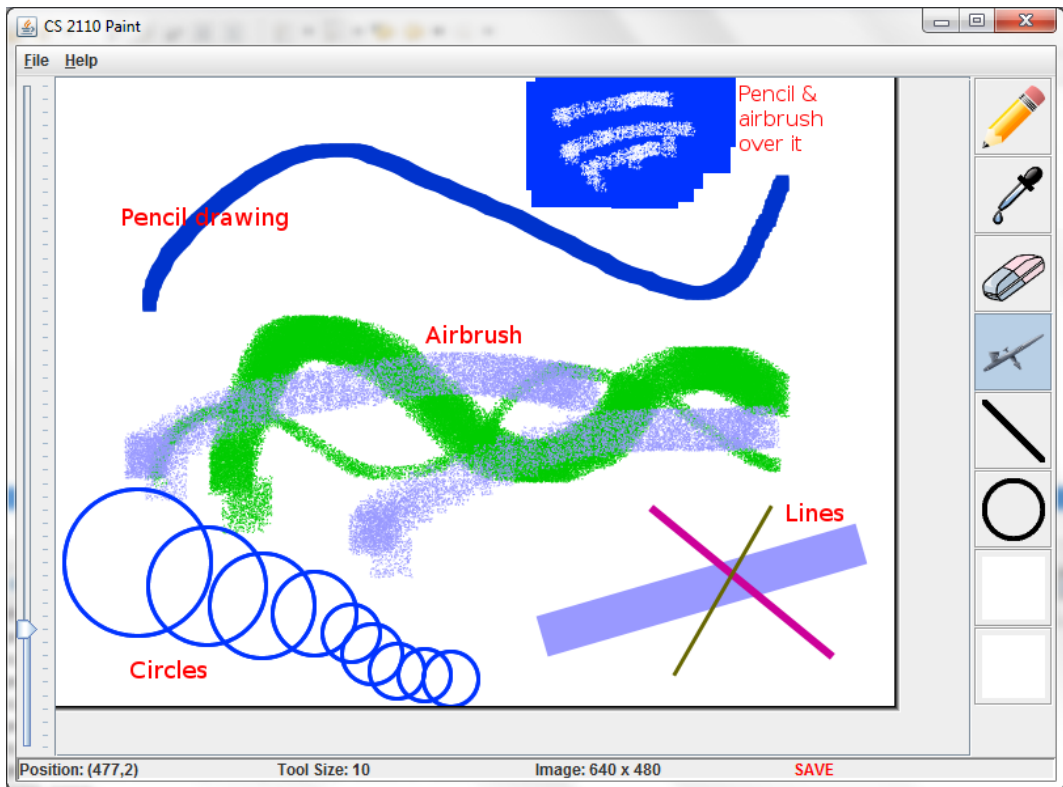 CS 2110 Paint
File Help
Pencil &
airbrush
over it
Pencil drawing
Airbrush
Lines
Circles
Position: (477,2) Tool Size: 10 Image: 640 x 480 SAVE